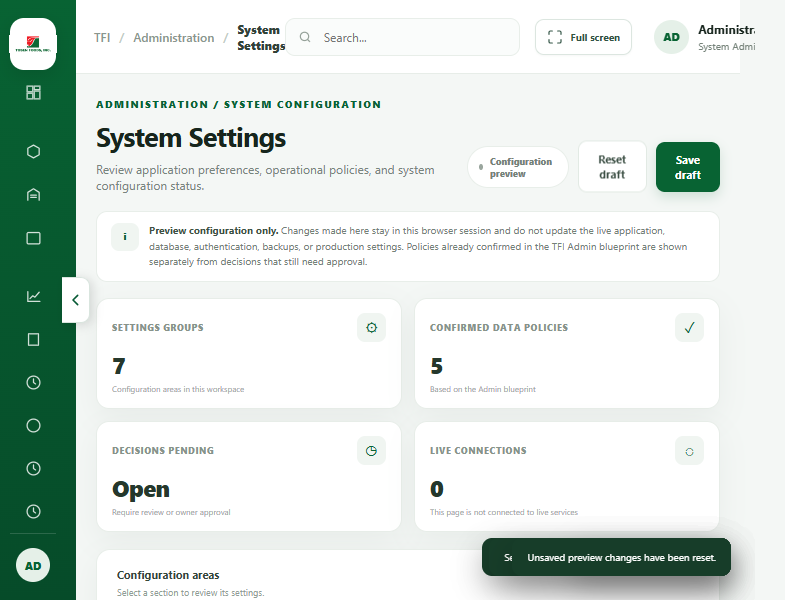 TFI / Administration / System Settings
Search...
Full screen
AD
System Admi
ADMINISTRATION / SYSTEM CONFIGURATION
System Settings
Review application preferences, operational policies, and system
configuration status.
Configuration
preview
Reset
draft
Save
draft
i
Preview configuration only. Changes made here stay in this browser session and do not update the live application,
database, authentication, backups, or production settings. Policies already confirmed in the TFI Admin blueprint are shown
separately from decisions that still need approval.
SETTINGS GROUPS
7
Configuration areas in this workspace
CONFIRMED DATA POLICIES
5
Based on the Admin blueprint
DECISIONS PENDING
Open
Require review or owner approval
LIVE CONNECTIONS
0
This page is not connected to live services
Configuration areas
Select a section to review its settings.
Unsaved preview changes have been reset.
AD